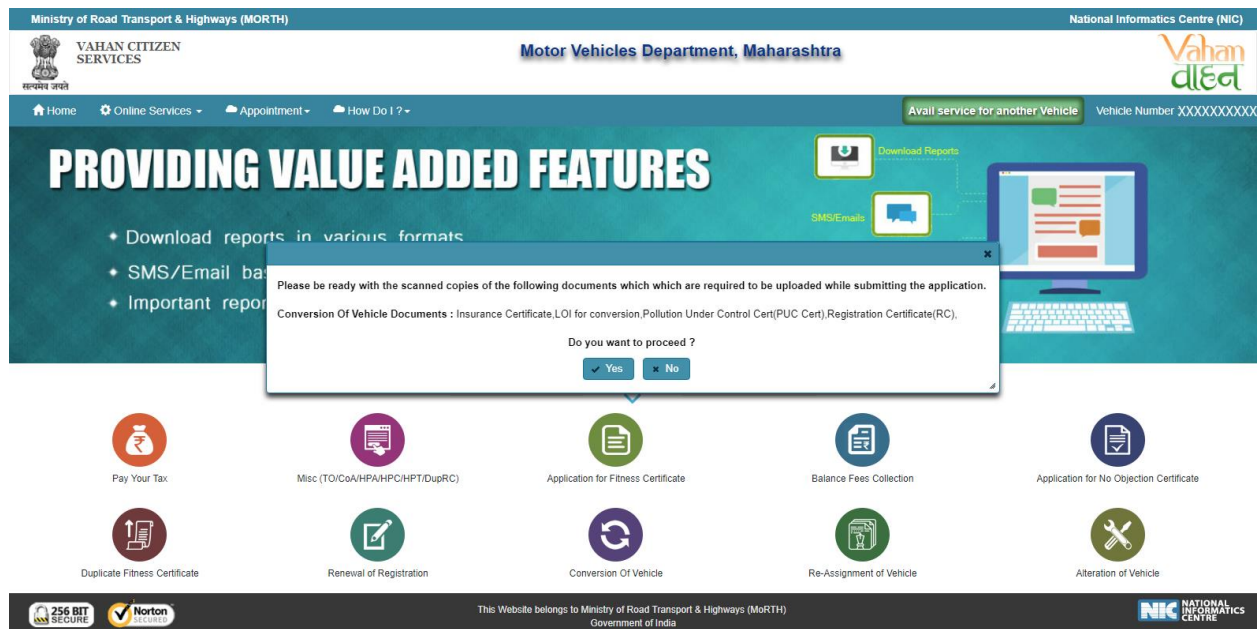 Ministry of Road Transport & Highways (MORTH)
National Informatics Centre (NIC)
VAHAN CITIZEN
SERVICES
सत्यमेव जयते
Motor Vehicles Department, Maharashtra
Vahan
वाहन
Home
Online Services
Appointment
How Do I ?
Avail service for another Vehicle
Vehicle Number XXXXXXXXXX
PROVIDING VALUE ADDED FEATURES
Download Reports
SMS/Emails
Download reports in various formats
SMS/Email ba
Important repor
Please be ready with the scanned copies of the following documents which which are required to be uploaded while submitting the application.
Conversion Of Vehicle Documents : Insurance Certificate,LOI for conversion,Pollution Under Control Cert(PUC Cert),Registration Certificate(RC),
Do you want to proceed ?
Yes
No
Pay Your Tax
Misc (TO/CoA/HPA/HPC/HPT/DupRC)
Application for Fitness Certificate
Balance Fees Collection
Application for No Objection Certificate
Duplicate Fitness Certificate
Renewal of Registration
Conversion Of Vehicle
Re-Assignment of Vehicle
Alteration of Vehicle
256 BIT
SECURE
Norton
SECURED
This Website belongs to Ministry of Road Transport & Highways (MoRTH)
Government of India
NIC
NATIONAL
INFORMATICS
CENTRE